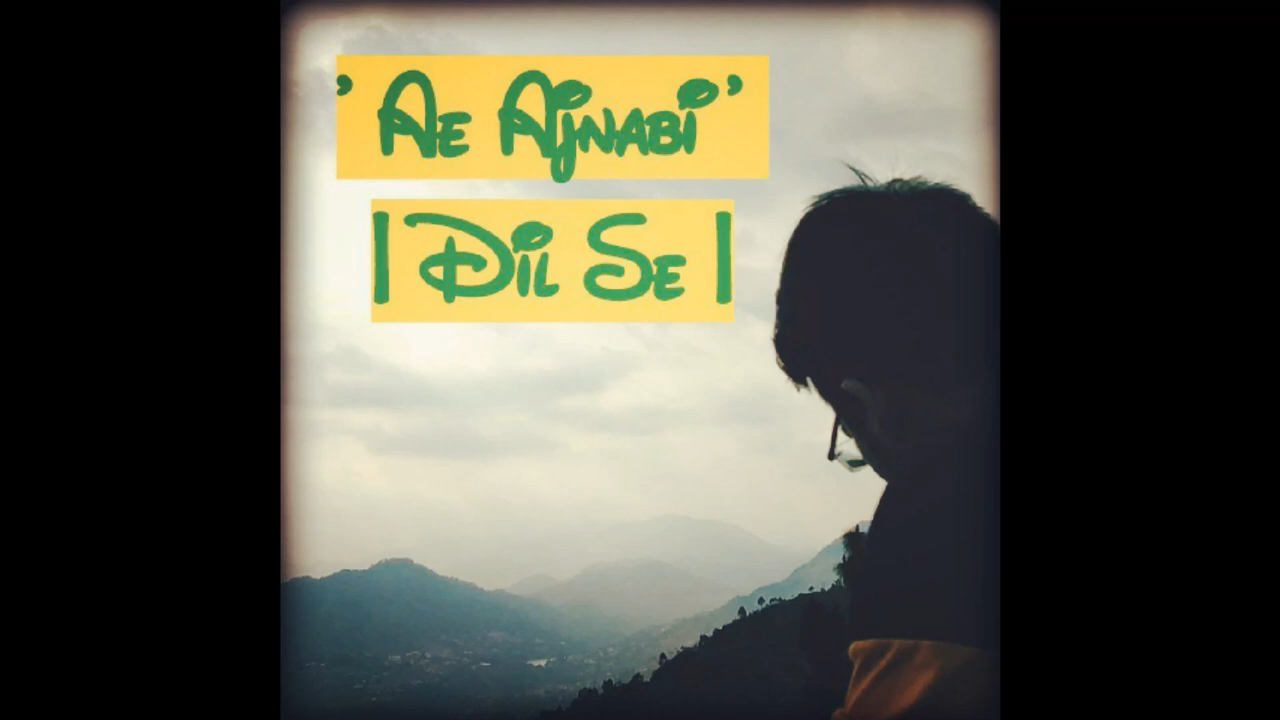 ’ Ae Ajnabi ’
| Dil Se |